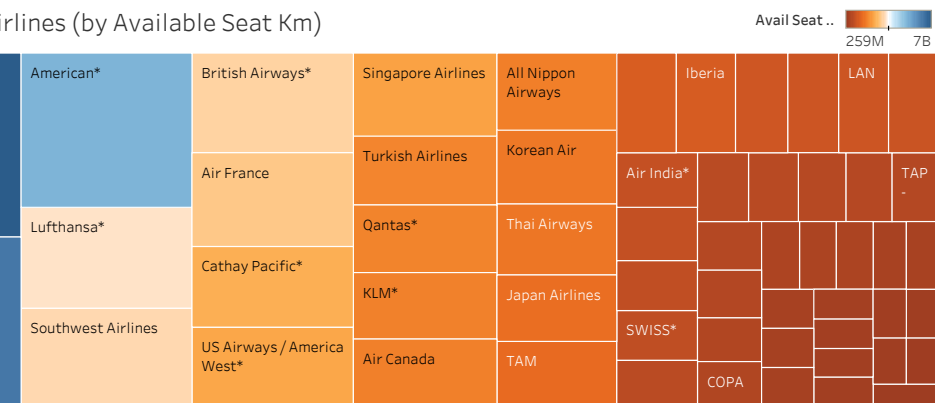 irlines (by Available Seat Km)
Avail Seat ..
259M 7B
American*
British Airways*
Singapore Airlines
All Nippon
Airways
Iberia
LAN
Turkish Airlines
Korean Air
Air France
Air India*
TAP
-
Lufthansa*
Qantas*
Thai Airways
Cathay Pacific*
KLM*
Japan Airlines
Southwest Airlines
SWISS*
US Airways / America
West*
Air Canada
TAM
COPA